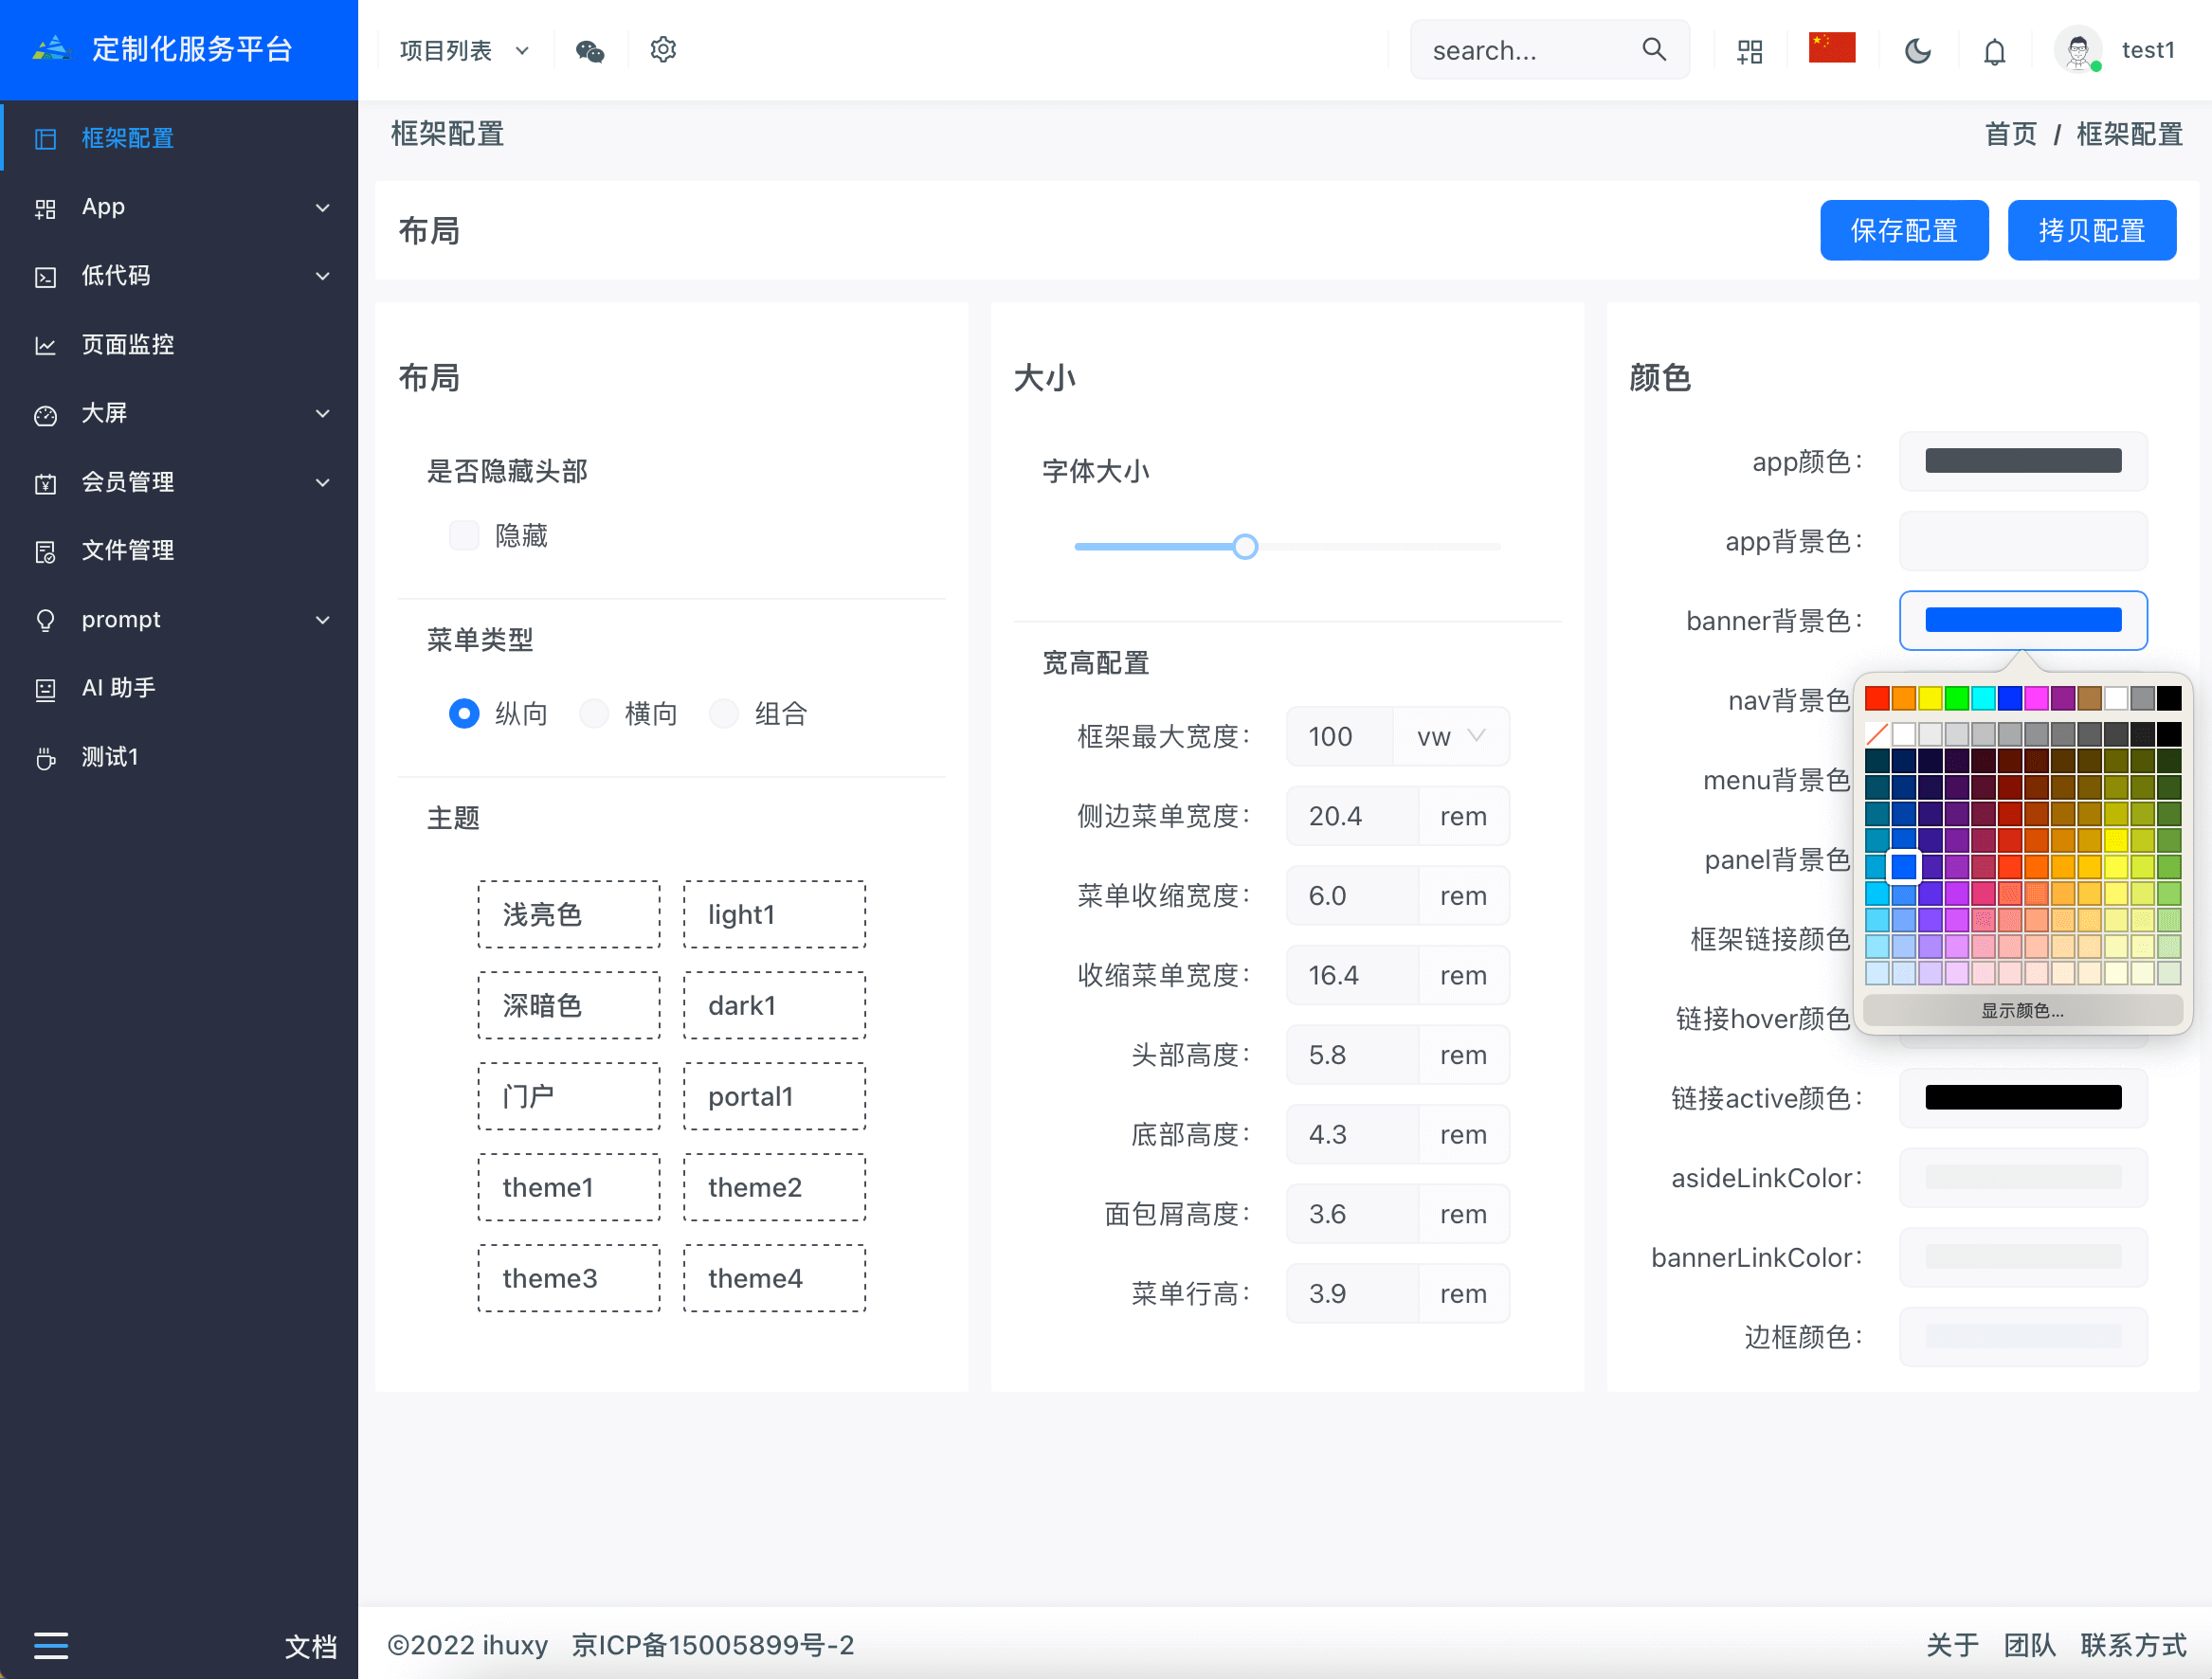 定制化服务平台
项目列表
search...
test1
框架配置
App
低代码
页面监控
大屏
会员管理
文件管理
prompt
AI 助手
测试1
文档
框架配置
首页 / 框架配置
布局
保存配置
拷贝配置
布局
是否隐藏头部
隐藏
菜单类型
纵向
横向
组合
主题
浅亮色
light1
深暗色
dark1
门户
portal1
theme1
theme2
theme3
theme4
大小
字体大小
宽高配置
框架最大宽度: 100 vw
侧边菜单宽度: 20.4 rem
菜单收缩宽度: 6.0 rem
收缩菜单宽度: 16.4 rem
头部高度: 5.8 rem
底部高度: 4.3 rem
面包屑高度: 3.6 rem
菜单行高: 3.9 rem
颜色
app颜色:
app背景色:
banner背景色:
nav背景色
menu背景色
panel背景色
框架链接颜色
链接hover颜色
链接active颜色:
asideLinkColor:
bannerLinkColor:
边框颜色:
显示颜色...
©2022 ihuxy 京ICP备15005899号-2
关于 团队 联系方式